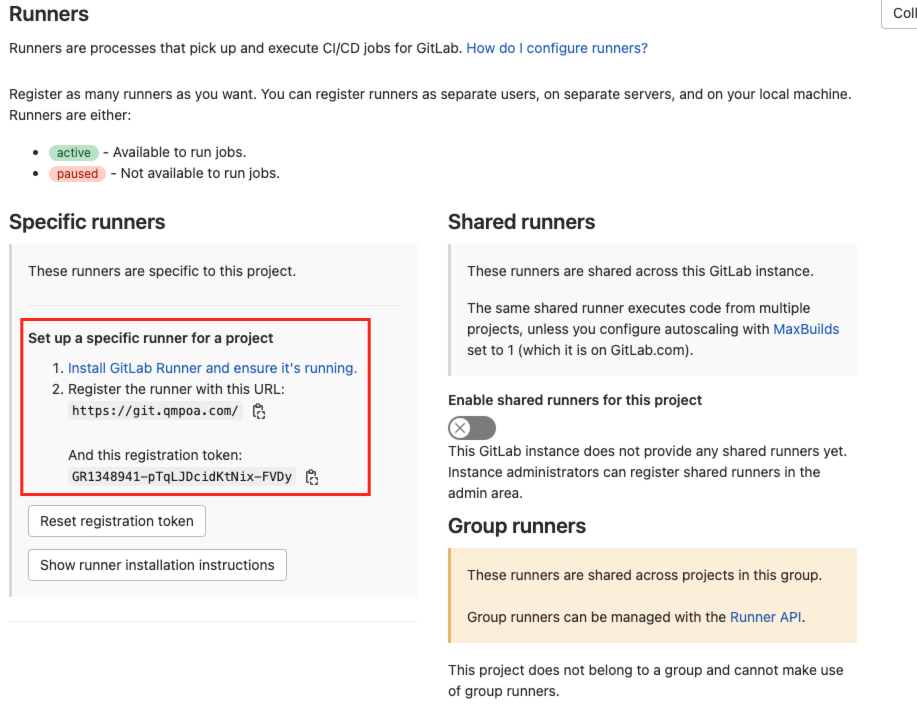 Runners
Coll
Runners are processes that pick up and execute CI/CD jobs for GitLab. How do I configure runners?
Register as many runners as you want. You can register runners as separate users, on separate servers, and on your local machine.
Runners are either:
• active - Available to run jobs.
• paused - Not available to run jobs.
Specific runners
These runners are specific to this project.
Set up a specific runner for a project
1. Install GitLab Runner and ensure it's running.
2. Register the runner with this URL:
https://git.qmpoa.com/
And this registration token:
GR1348941-pTqLJDcidKtNix-FVDy
Reset registration token
Show runner installation instructions
Shared runners
These runners are shared across this GitLab instance.
The same shared runner executes code from multiple
projects, unless you configure autoscaling with MaxBuilds
set to 1 (which it is on GitLab.com).
Enable shared runners for this project
This GitLab instance does not provide any shared runners yet.
Instance administrators can register shared runners in the
admin area.
Group runners
These runners are shared across projects in this group.
Group runners can be managed with the Runner API.
This project does not belong to a group and cannot make use
of group runners.